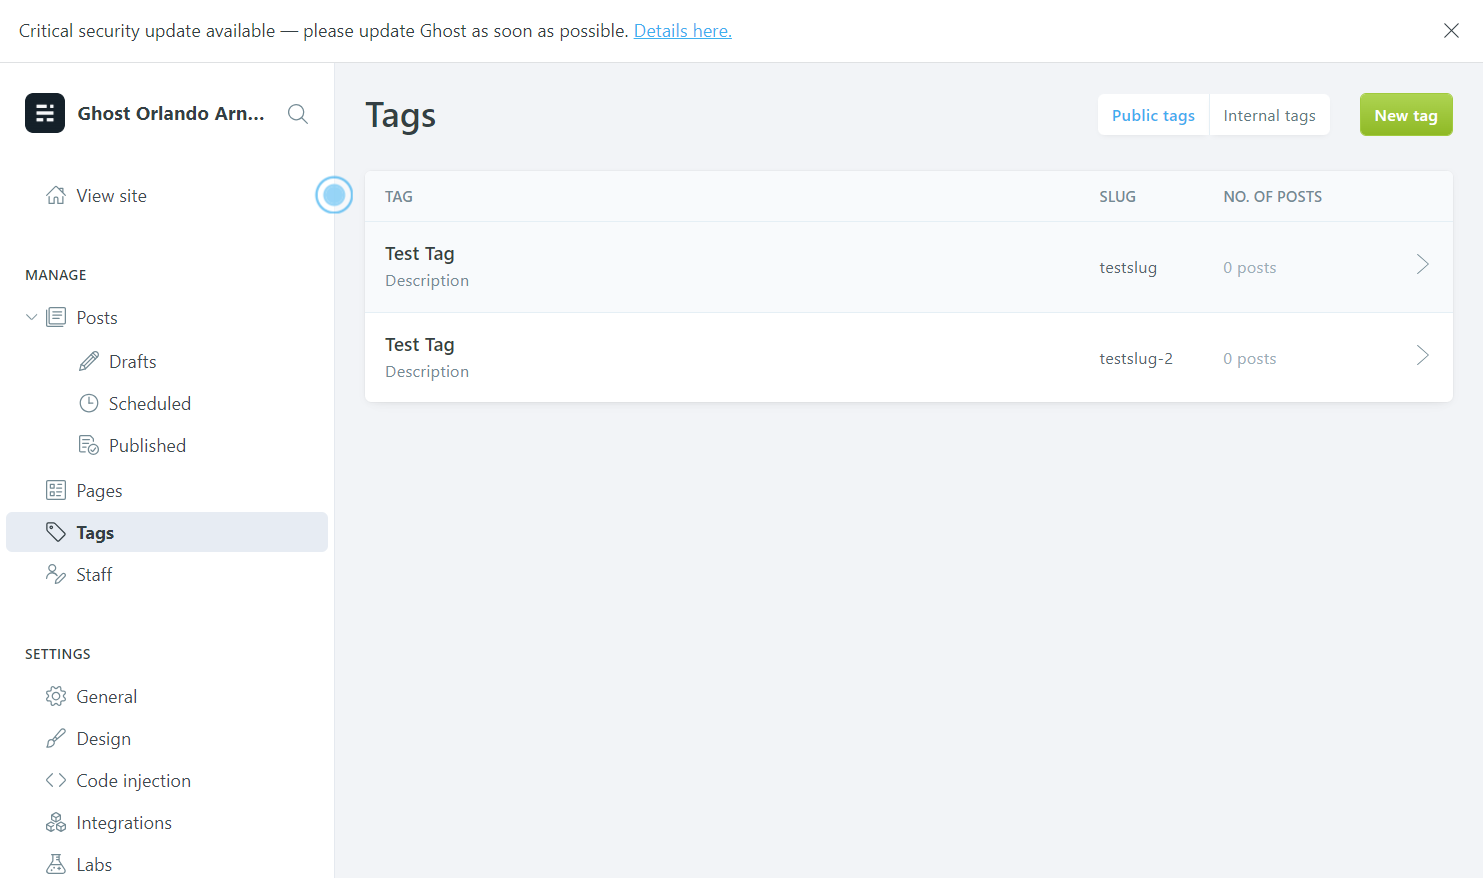 Critical security update available — please update Ghost as soon as possible. Details here.
Ghost Orlando Arn...
View site
MANAGE
Posts
Drafts
Scheduled
Published
Pages
Tags
Staff
SETTINGS
General
Design
Code injection
Integrations
Labs
Tags
Public tags
Internal tags
New tag
TAG SLUG NO. OF POSTS
Test Tag
Description
testslug
0 posts
Test Tag
Description
testslug-2
0 posts